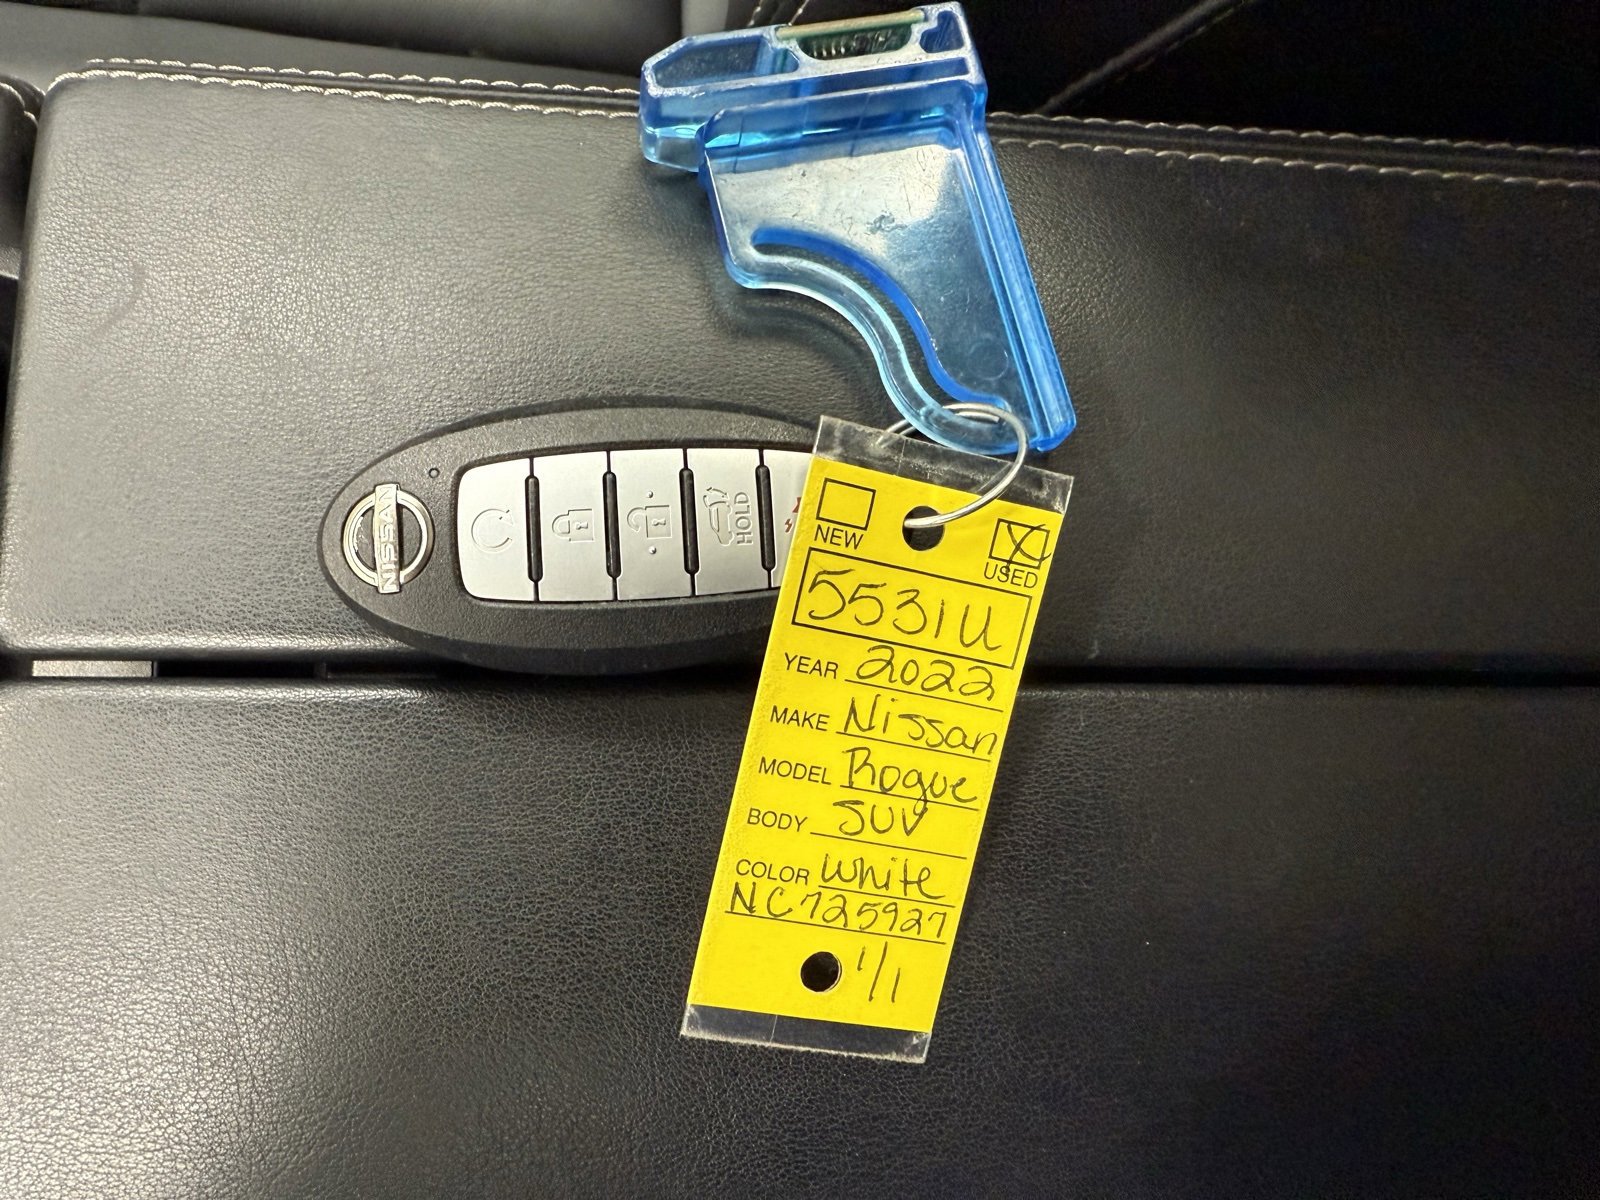 NISSAN
HOLD
NEW
USED
5531U
YEAR 2022
MAKE Nissan
MODEL Rogue
BODY SUV
COLOR White
NC725927
1/1